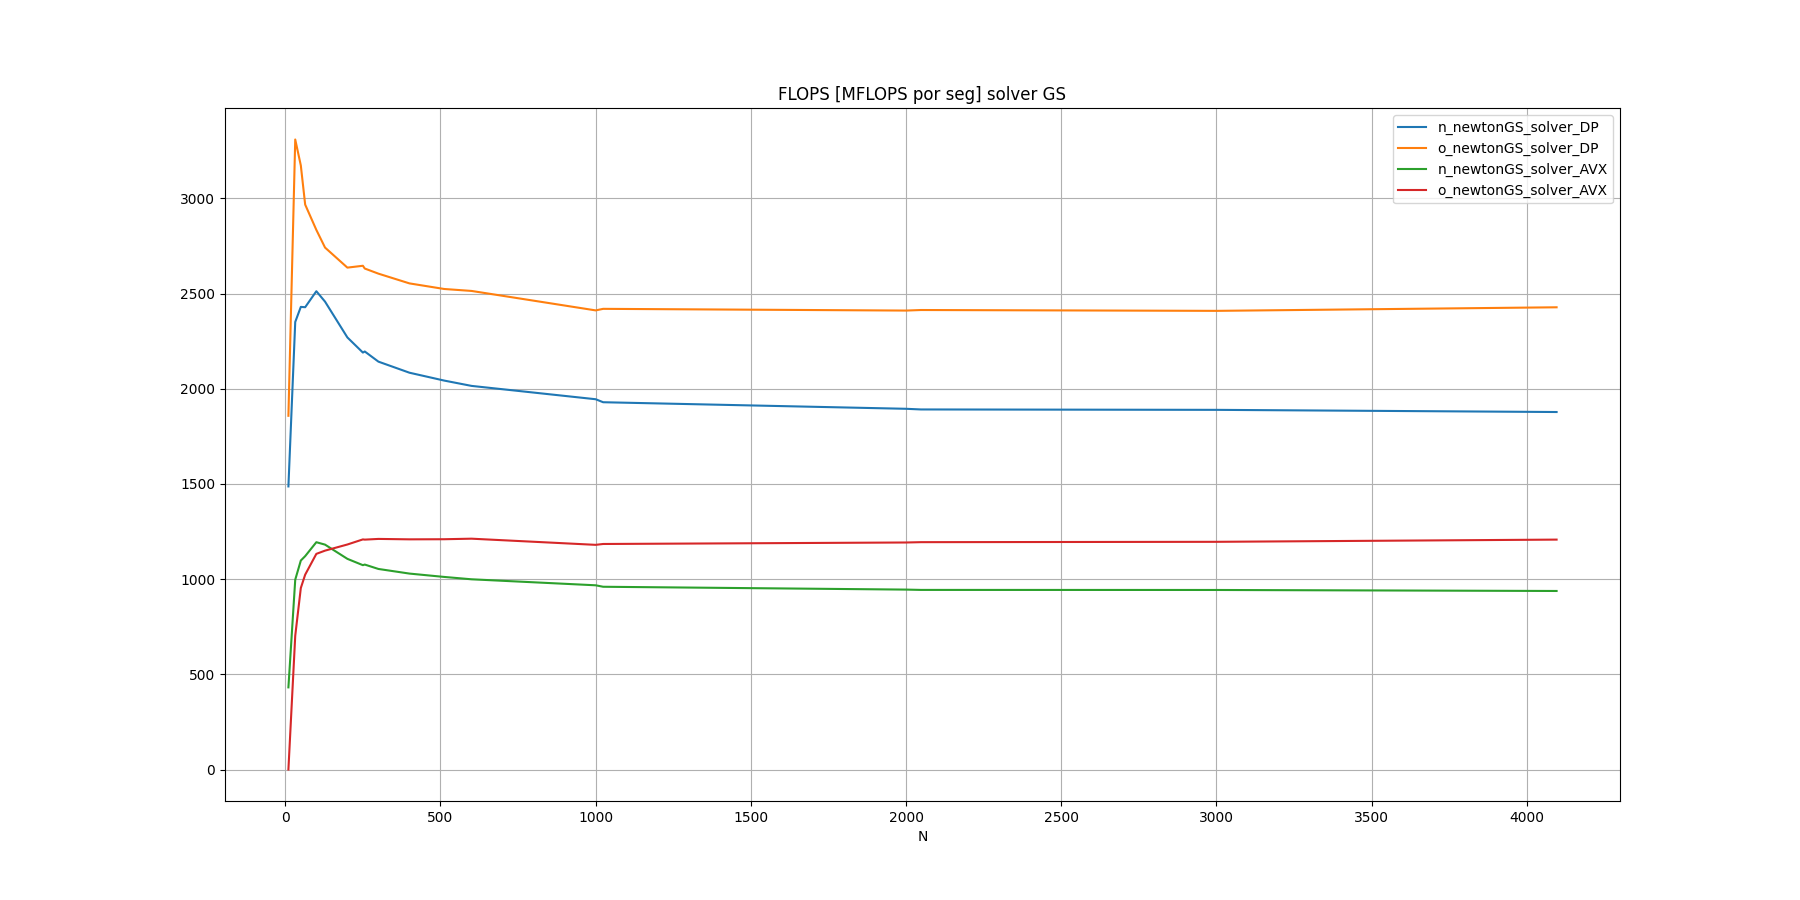 FLOPS [MFLOPS por seg] solver GS
n_newtonGS_solver_DP
o_newtonGS_solver_DP
n_newtonGS_solver_AVX
o_newtonGS_solver_AVX
3000
2500
2000
1500
1000
500
0
0 500 1000 1500 2000 2500 3000 3500 4000
N